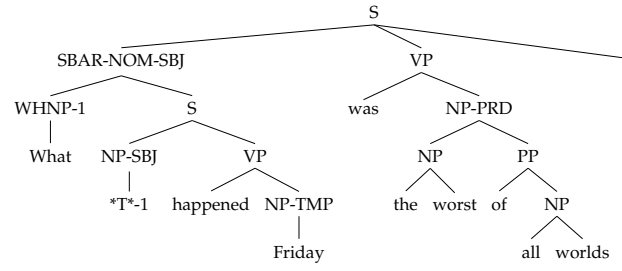 S
SBAR-NOM-SBJ VP
WHNP-1 S was NP-PRD
What NP-SBJ VP NP PP
*T*-1 happened NP-TMP the worst of NP
Friday all worlds